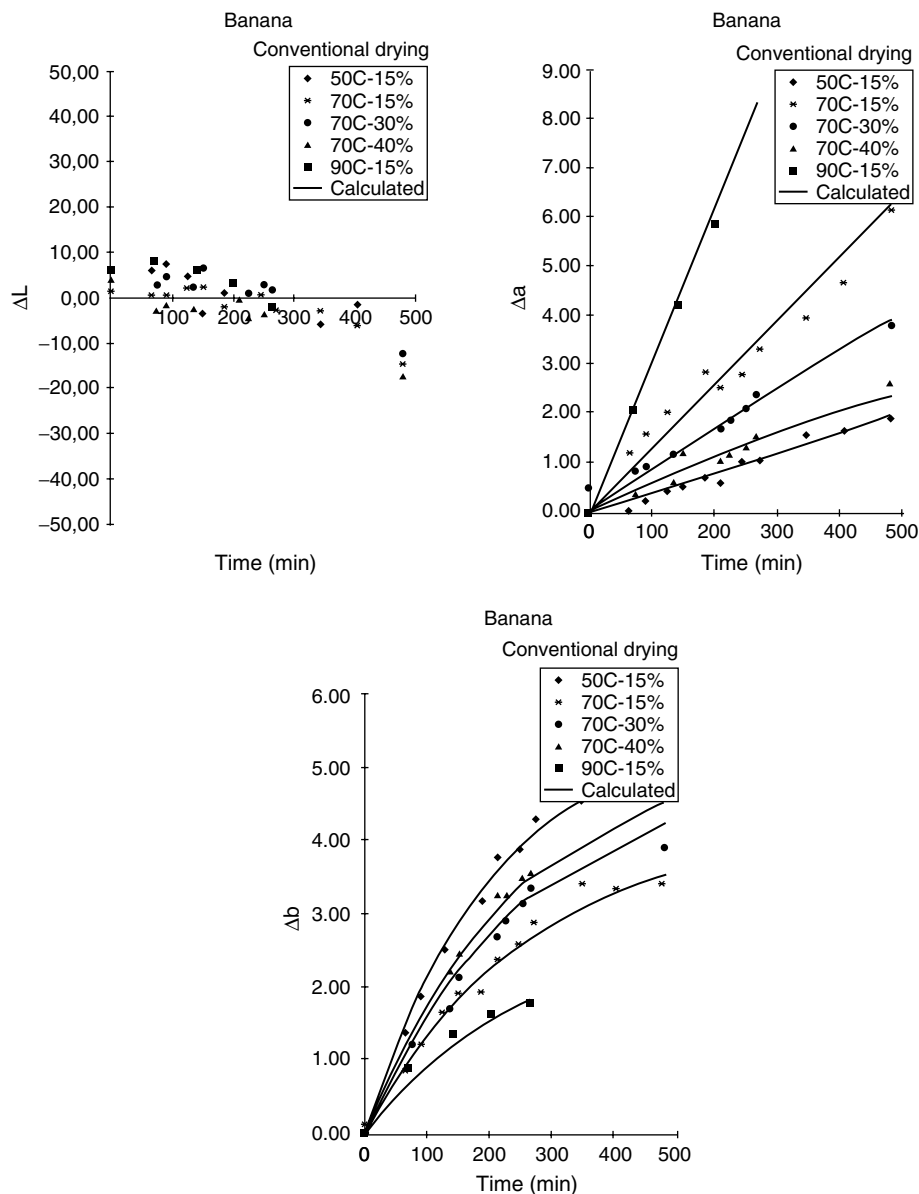 Banana
Conventional drying
50,00
40,00
30,00
20,00
10,00
0,00
−10,00
−20,00
−30,00
−40,00
−50,00
ΔL
50C-15%
70C-15%
70C-30%
70C-40%
90C-15%
Calculated
100 200 300 400 500
Time (min)
Banana
Conventional drying
9.00
8.00
7.00
6.00
5.00
4.00
3.00
2.00
1.00
0.00
Δa
50C-15%
70C-15%
70C-30%
70C-40%
90C-15%
Calculated
0 100 200 300 400 500
Time (min)
Banana
Conventional drying
6.00
5.00
4.00
3.00
2.00
1.00
0.00
Δb
50C-15%
70C-15%
70C-30%
70C-40%
90C-15%
Calculated
0 100 200 300 400 500
Time (min)